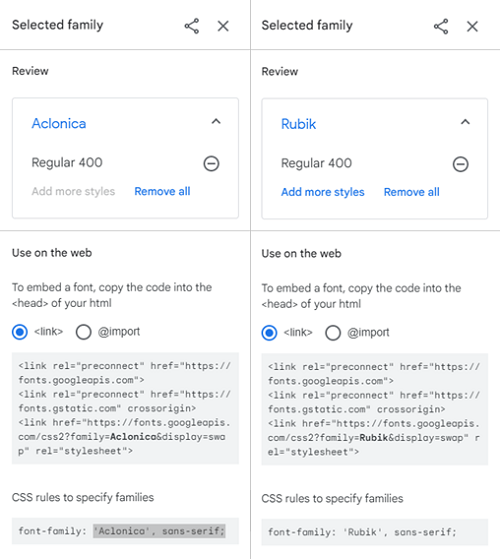 Selected family
Review
Aclonica
Regular 400
Add more styles Remove all
Use on the web
To embed a font, copy the code into the
<head> of your html
<link> @import
<link rel="preconnect" href="https://
fonts.googleapis.com">
<link rel="preconnect" href="https://
fonts.gstatic.com" crossorigin>
<link href="https://fonts.googleapis.
com/css2?family=Aclonica&display=swa
p" rel="stylesheet">
CSS rules to specify families
font-family: 'Aclonica', sans-serif;
Selected family
Review
Rubik
Regular 400
Add more styles Remove all
Use on the web
To embed a font, copy the code into the
<head> of your html
<link> @import
<link rel="preconnect" href="https://
fonts.googleapis.com">
<link rel="preconnect" href="https://
fonts.gstatic.com" crossorigin>
<link href="https://fonts.googleapis.
com/css2?family=Rubik&display=swap" r
el="stylesheet">
CSS rules to specify families
font-family: 'Rubik', sans-serif;